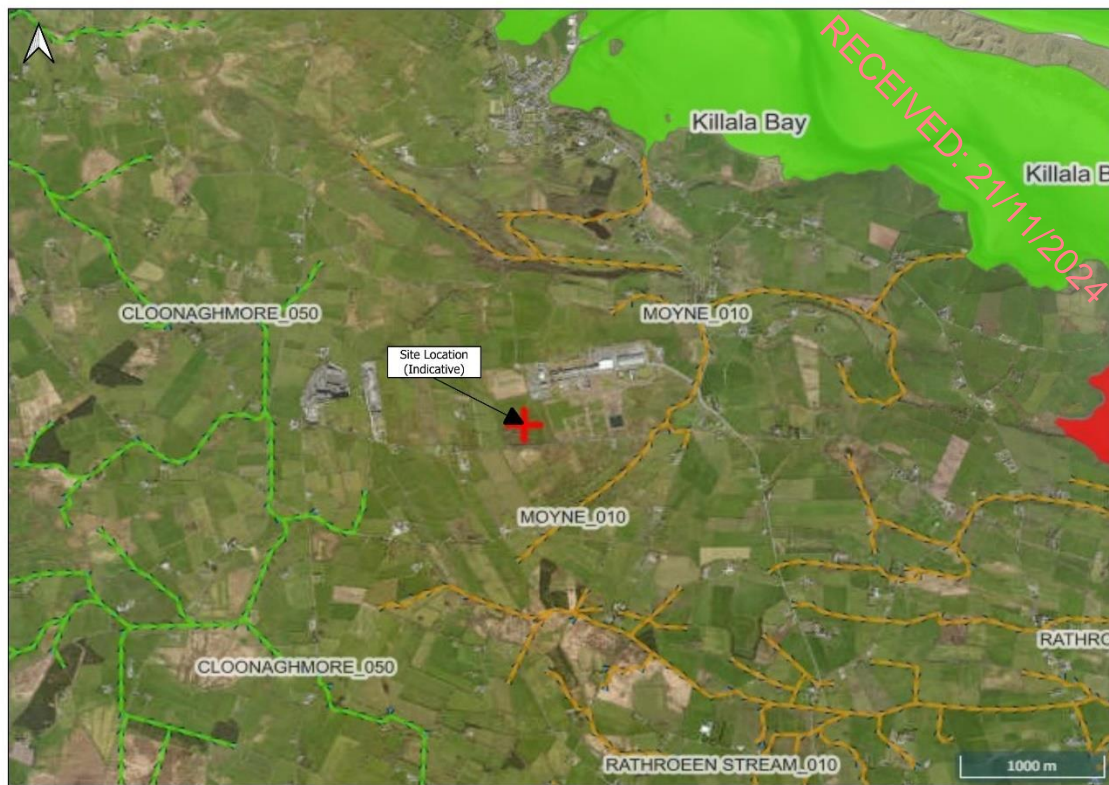 Killala Bay
RECEIVED: 21/11/2024
Killala B
CLOONAGHMORE_050
MOYNE_010
Site Location
(Indicative)
MOYNE_010
RATHRO
CLOONAGHMORE_050
RATHROEEN STREAM_010
1000 m